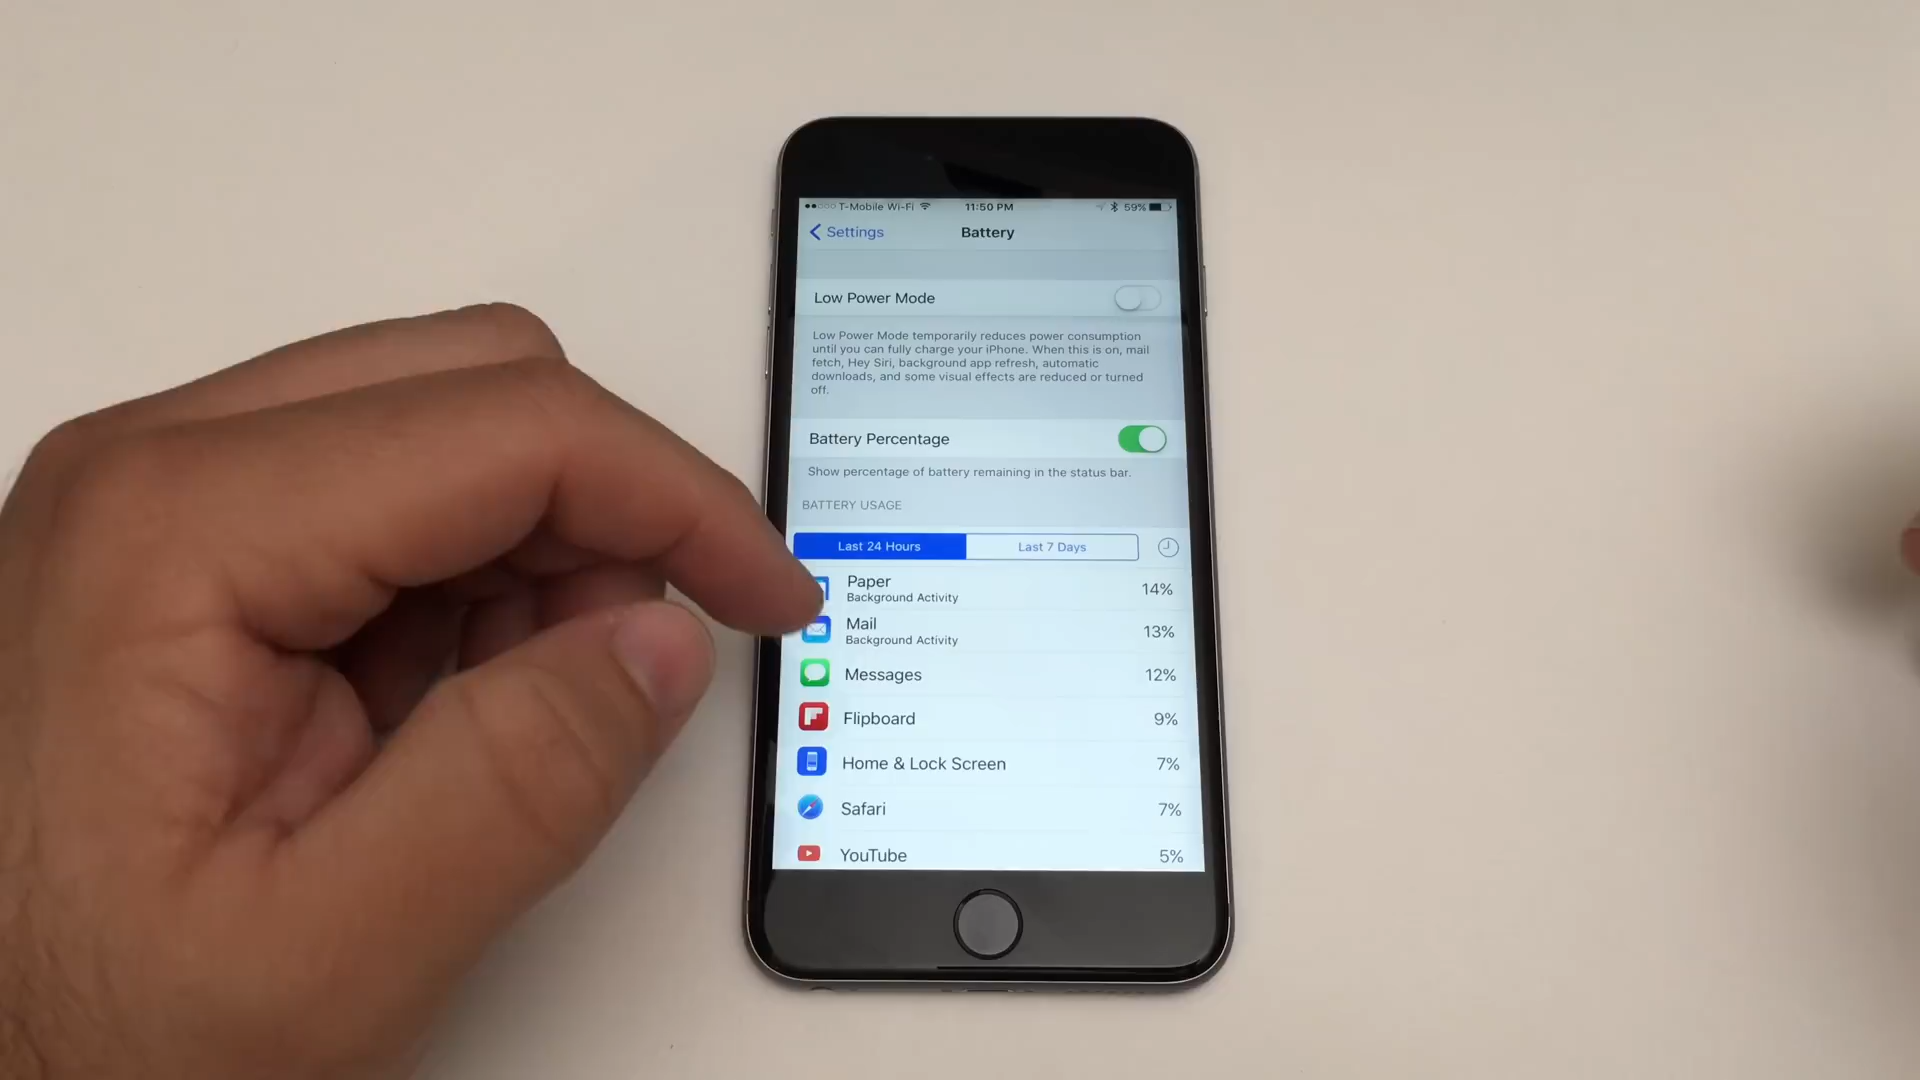 T-Mobile Wi-Fi 11:50 PM 59%
Settings Battery
Low Power Mode
Low Power Mode temporarily reduces power consumption
until you can fully charge your iPhone. When this is on, mail
fetch, Hey Siri, background app refresh, automatic
downloads, and some visual effects are reduced or turned
off.
Battery Percentage
Show percentage of battery remaining in the status bar.
BATTERY USAGE
Last 24 Hours Last 7 Days
Paper 14%
Background Activity
Mail 13%
Background Activity
Messages 12%
Flipboard 9%
Home & Lock Screen 7%
Safari 7%
YouTube 5%